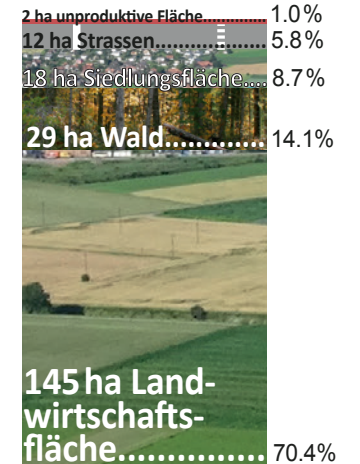 2 ha unproduktive Fläche............. 1.0%
12 ha Strassen................... 5.8%
18 ha Siedlungsfläche.... 8.7%
29 ha Wald............. 14.1%
145 ha Land-
wirtschafts-
fläche................ 70.4%